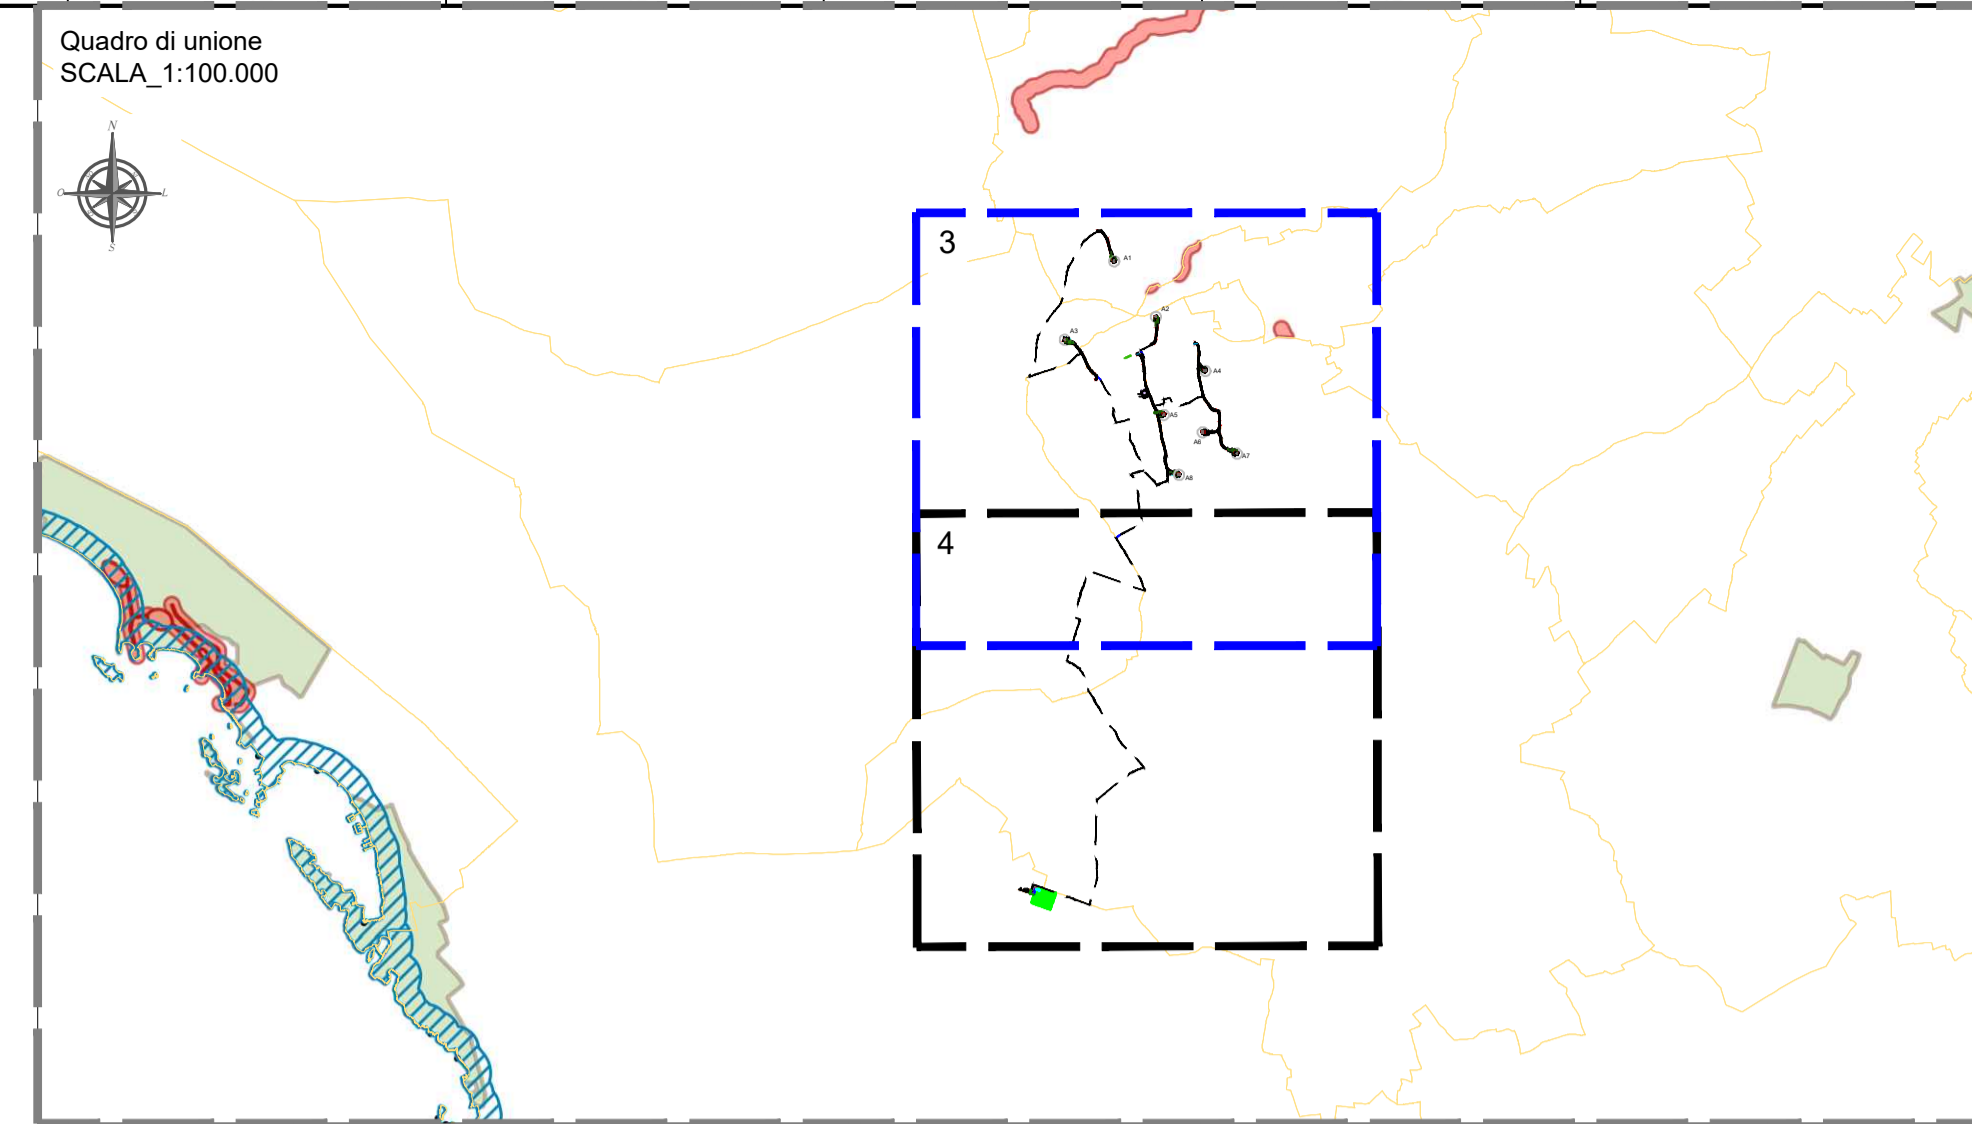 Quadro di unione
SCALA_1:100.000
N
O
L
S
3
A1
A2
A3
A4
A5
A6
A7
A8
4